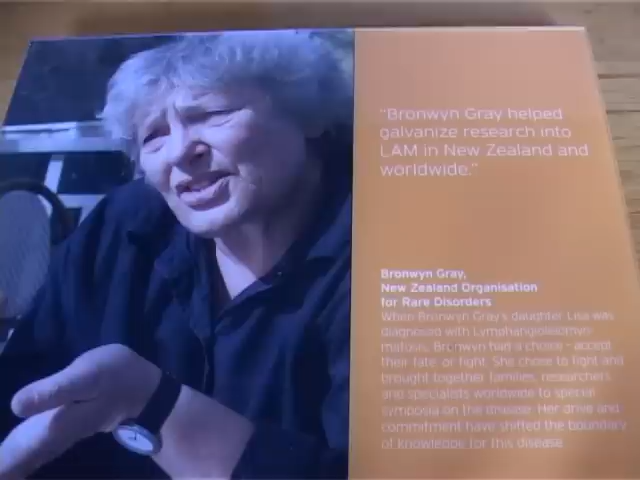 “Bronwyn Gray helped
galvanize research into
LAM in New Zealand and
worldwide.”
Bronwyn Gray,
New Zealand Organisation
for Rare Disorders
When Bronwyn Gray's daughter Lisa was
diagnosed with Lymphangioleiomyo-
matosis, Bronwyn had a choice - accept
their fate or fight. She chose to fight and
brought together families, researchers
and specialists worldwide to special
symposia on the disease. Her drive and
commitment have shifted the boundary
of knowledge for this disease.